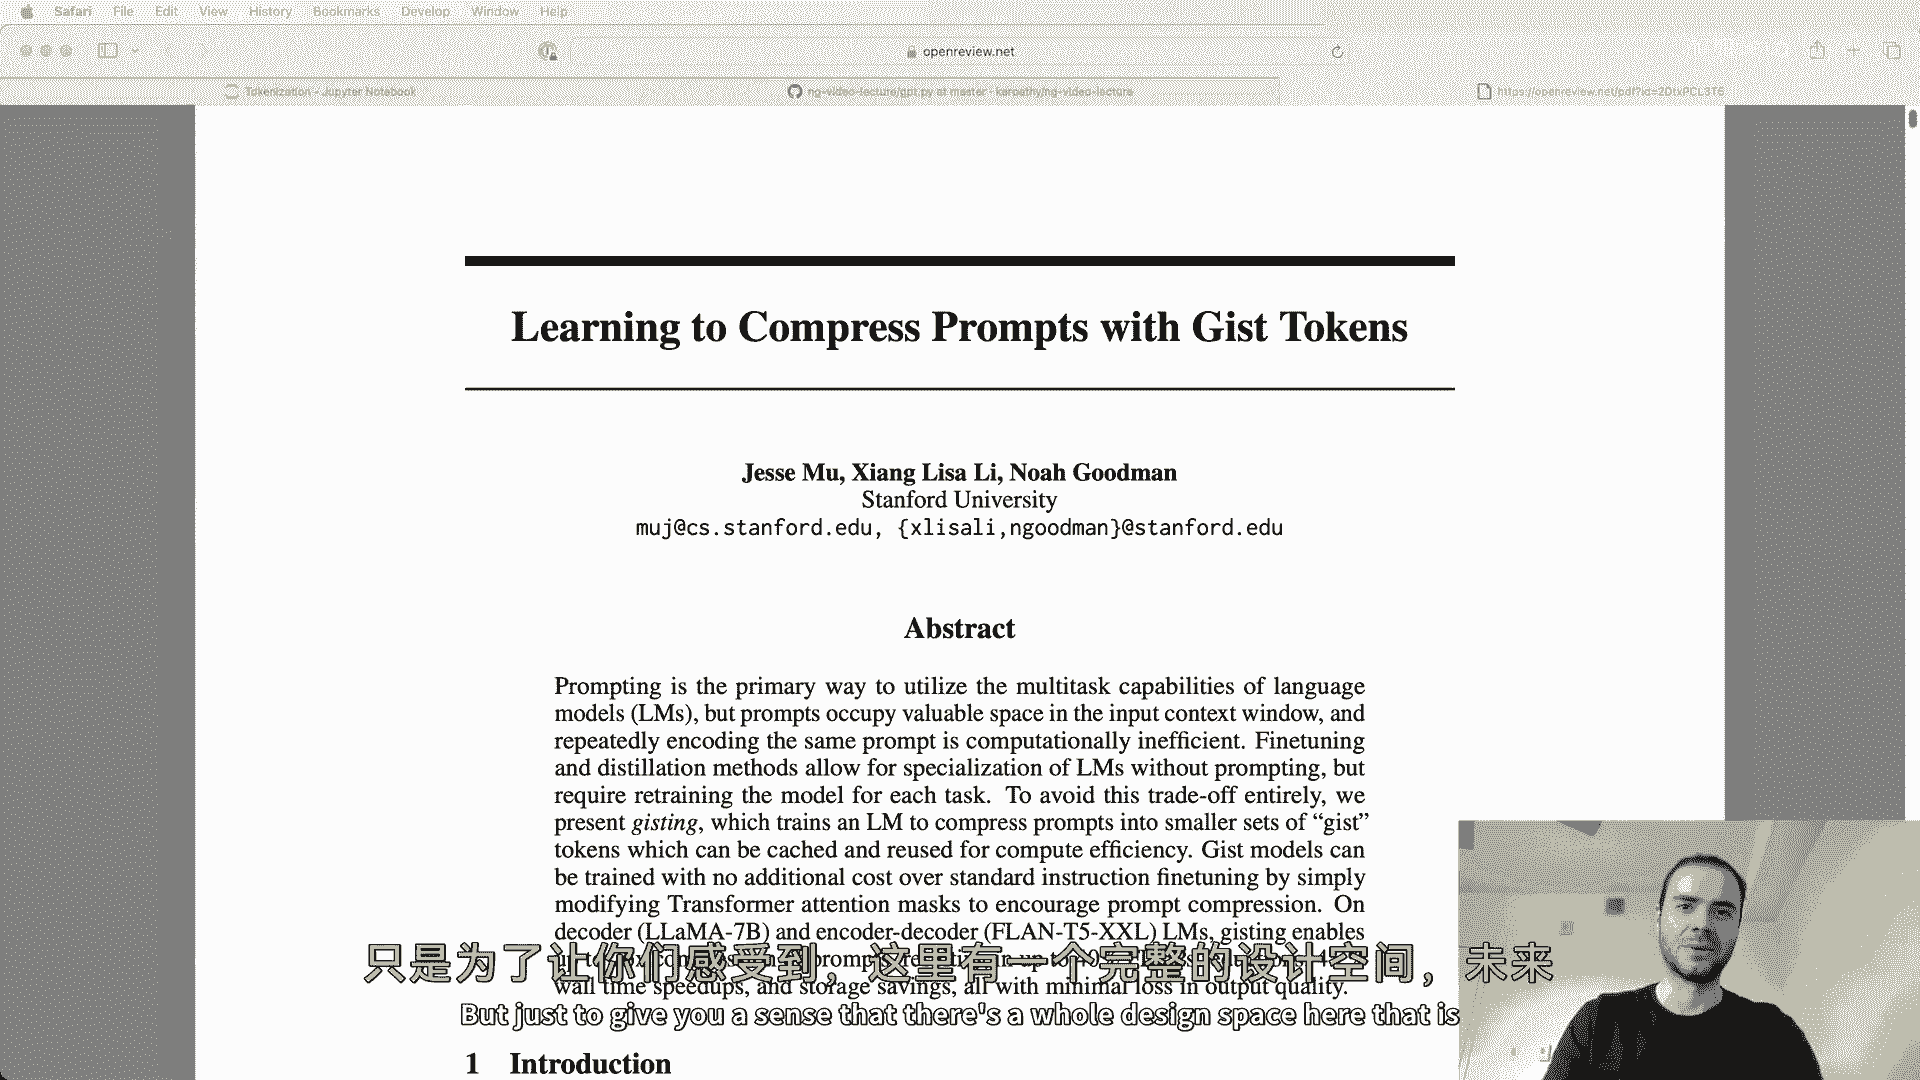 Safari File Edit View History Bookmarks Develop Window Help
openreview.net
Tokenization - Jupyter Notebook
ng-video-lecture/gpt.py at master · karpathy/ng-video-lecture
https://openreview.net/pdf?id=2DtxPCL3T5
Learning to Compress Prompts with Gist Tokens
Jesse Mu, Xiang Lisa Li, Noah Goodman
Stanford University
muj@cs.stanford.edu, {xlisali,ngoodman}@stanford.edu
Abstract
Prompting is the primary way to utilize the multitask capabilities of language
models (LMs), but prompts occupy valuable space in the input context window, and
repeatedly encoding the same prompt is computationally inefficient. Finetuning
and distillation methods allow for specialization of LMs without prompting, but
require retraining the model for each task. To avoid this trade-off entirely, we
present gisting, which trains an LM to compress prompts into smaller sets of “gist”
tokens which can be cached and reused for compute efficiency. Gist models can
be trained with no additional cost over standard instruction finetuning by simply
modifying Transformer attention masks to encourage prompt compression. On
decoder (LLaMA-7B) and encoder-decoder (FLAN-T5-XXL) LMs, gisting enables
只是为了让你们感受到，这里有一个完整的设计空间，未来
wall time speedups, and storage savings, all with minimal loss in output quality.
But just to give you a sense that there's a whole design space here that is
1 Introduction